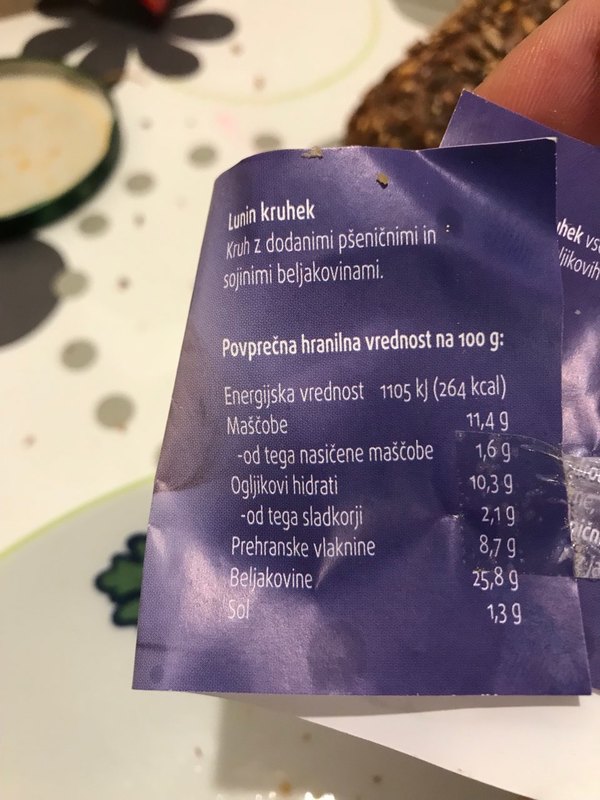 Lunin kruhek
Kruh z dodanimi pšeničnimi in
sojinimi beljakovinami.
Povprečna hranilna vrednost na 100 g:
Energijska vrednost 1105 kJ (264 kcal)
Maščobe 11,4 g
-od tega nasičene maščobe 1,6 g
Ogljikovi hidrati 10,3 g
-od tega sladkorji 2,1 g
Prehranske vlaknine 8,7 g
Beljakovine 25,8 g
Sol 1,3 g